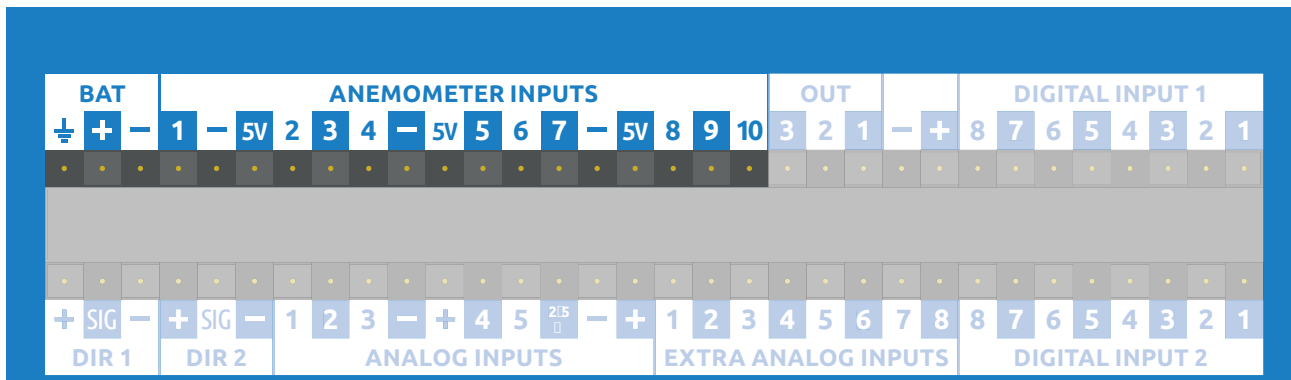 BAT ANEMOMETER INPUTS OUT DIGITAL INPUT 1
⏚ + − 1 − 5V 2 3 4 − 5V 5 6 7 − 5V 8 9 10 3 2 1 − + 8 7 6 5 4 3 2 1
+ SIG − + SIG − 1 2 3 − + 4 5 − + 1 2 3 4 5 6 7 8 8 7 6 5 4 3 2 1
DIR 1 DIR 2 ANALOG INPUTS EXTRA ANALOG INPUTS DIGITAL INPUT 2